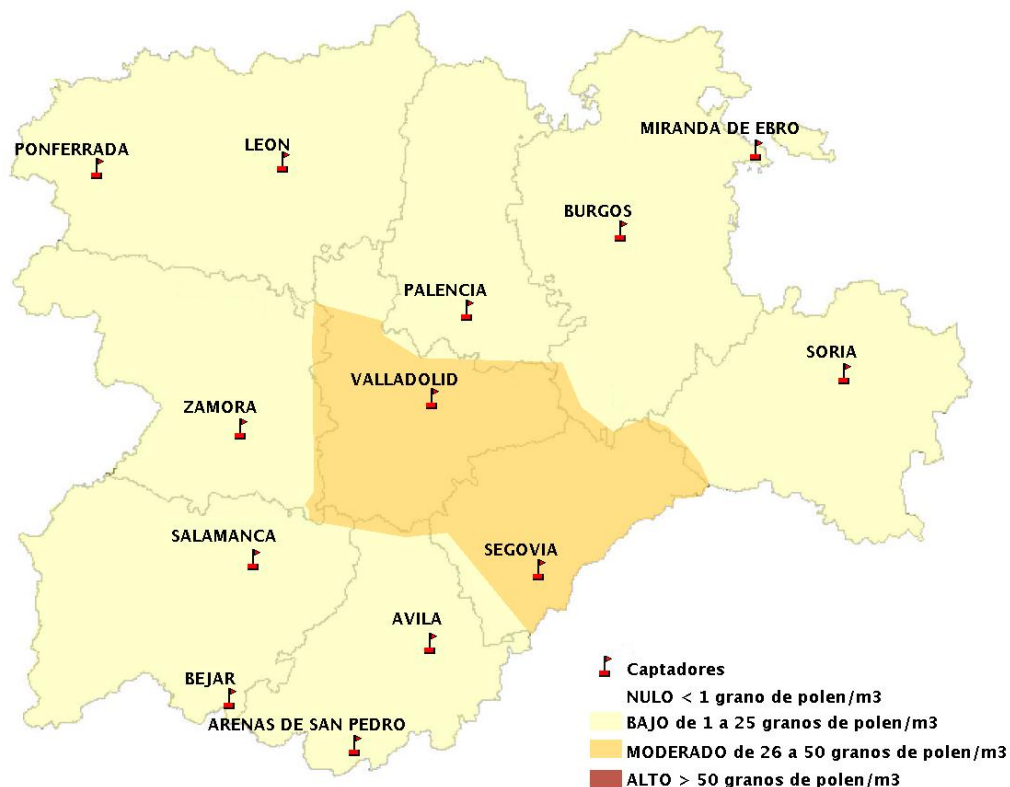 MIRANDA DE EBRO
PONFERRADA
LEON
BURGOS
PALENCIA
SORIA
VALLADOLID
ZAMORA
SALAMANCA
SEGOVIA
AVILA
BEJAR
ARENAS DE SAN PEDRO
Captadores
NULO < 1 grano de polen/m3
BAJO de 1 a 25 granos de polen/m3
MODERADO de 26 a 50 granos de polen/m3
ALTO > 50 granos de polen/m3